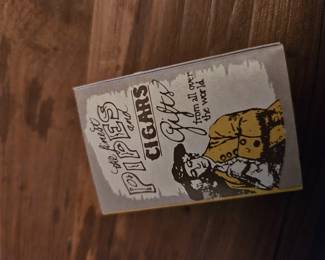 the finest
PIPES
and
CIGARS
Gifts
from all over
the world